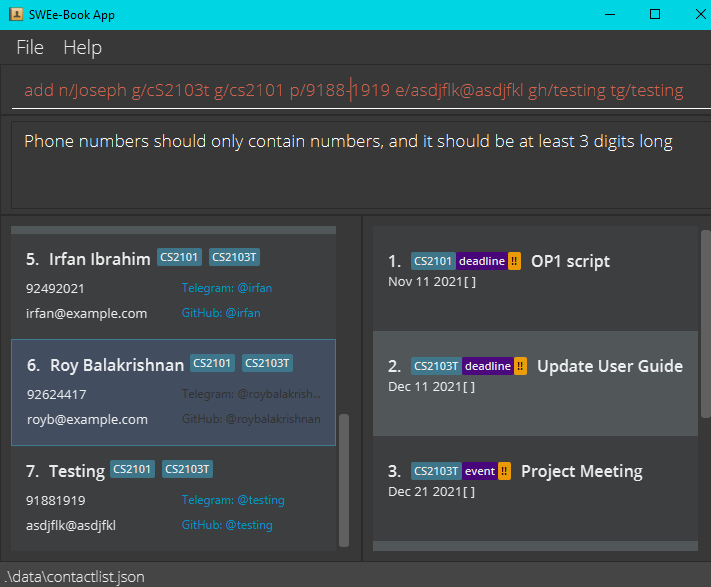 SWEe-Book App
File Help
add n/Joseph g/cS2103t g/cs2101 p/9188-1919 e/asdjflk@asdjfkl gh/testing tg/testing
Phone numbers should only contain numbers, and it should be at least 3 digits long
5. Irfan Ibrahim CS2101 CS2103T
92492021 Telegram: @irfan
irfan@example.com GitHub: @irfan
6. Roy Balakrishnan CS2101 CS2103T
92624417 Telegram: @roybalakrish...
royb@example.com GitHub: @roybalakrishnan
7. Testing CS2101 CS2103T
91881919 Telegram: @testing
asdjflk@asdjfkl GitHub: @testing
1. CS2101 deadline !! OP1 script
Nov 11 2021[ ]
2. CS2103T deadline !! Update User Guide
Dec 11 2021[ ]
3. CS2103T event !! Project Meeting
Dec 21 2021[ ]
.\data\contactlist.json